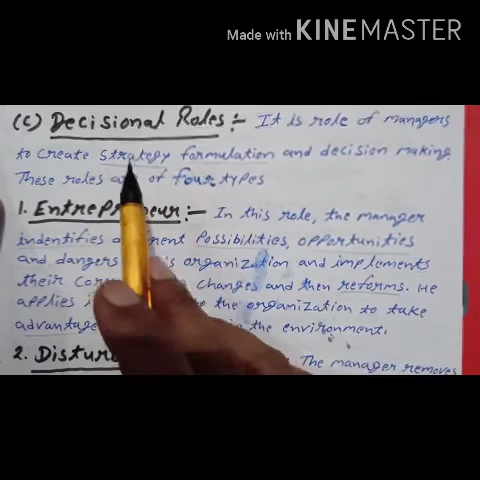 Made with KINEMASTER
(C) Decisional Roles:- It is role of managers
to create strategy formulation and decision making.
These roles of four types
1. Entrepreneur:- In this role, the manager
indentifies Possibilities, opportunities
and dangers organization and implements
their changes and then reforms. He
applies the organization to take
advantage in the environment.
2. The manager removes